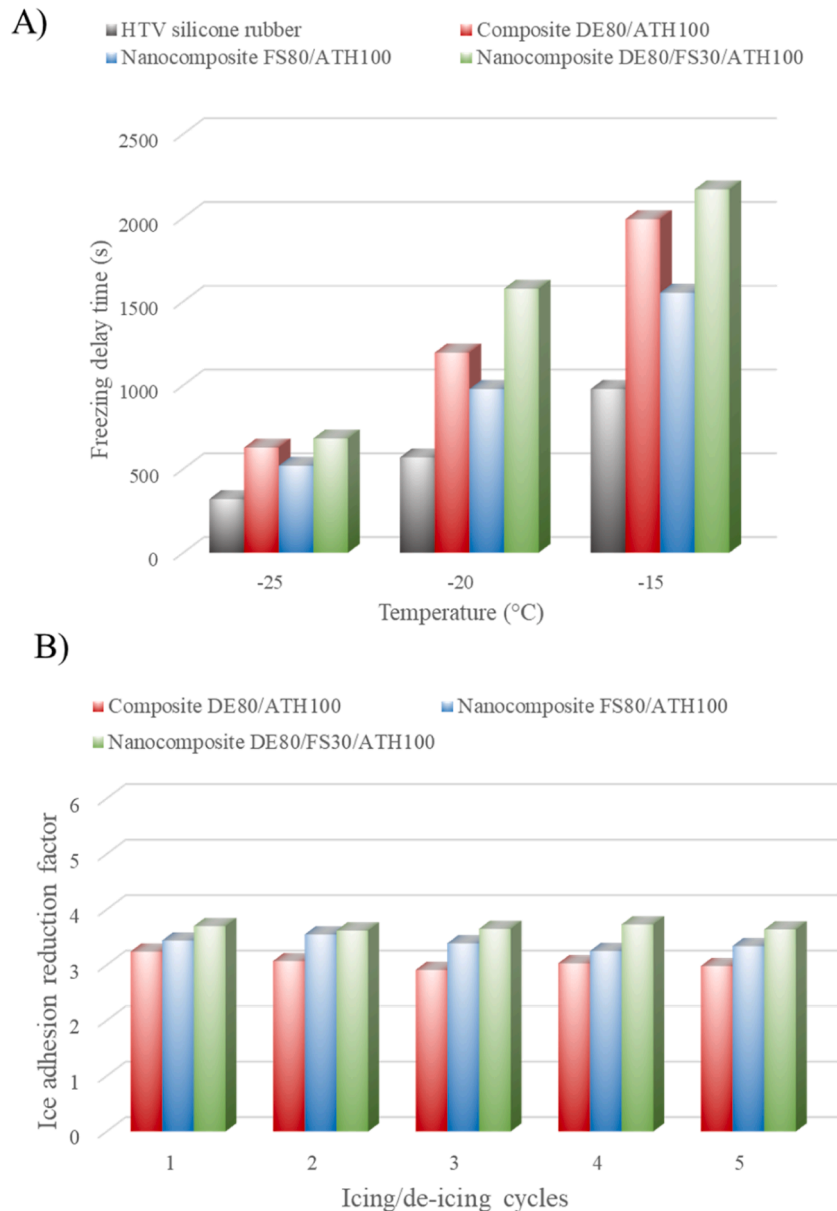 A)
HTV silicone rubber
Composite DE80/ATH100
Nanocomposite FS80/ATH100
Nanocomposite DE80/FS30/ATH100
Freezing delay time (s)
2500
2000
1500
1000
500
0
-25 -20 -15
Temperature (°C)
B)
Composite DE80/ATH100
Nanocomposite FS80/ATH100
Nanocomposite DE80/FS30/ATH100
Ice adhesion reduction factor
6
5
4
3
2
1
0
1 2 3 4 5
Icing/de-icing cycles